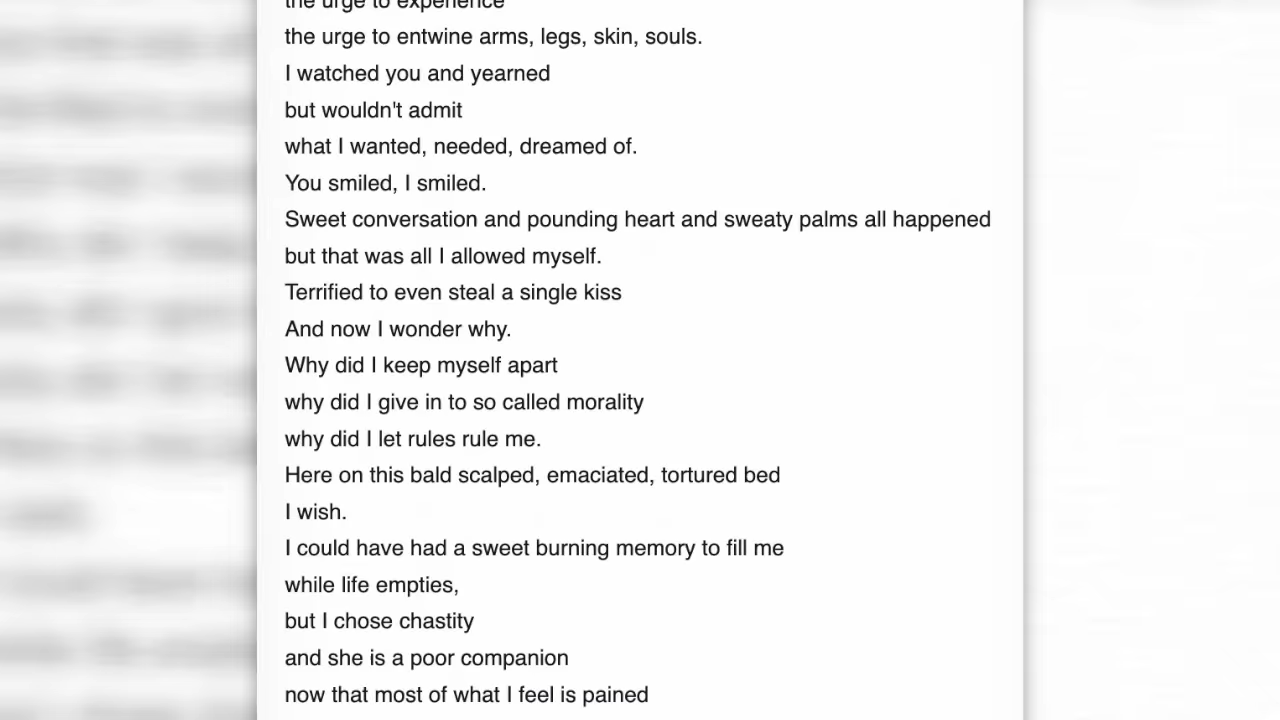 the urge to experience
the urge to entwine arms, legs, skin, souls.
I watched you and yearned
but wouldn't admit
what I wanted, needed, dreamed of.
You smiled, I smiled.
Sweet conversation and pounding heart and sweaty palms all happened
but that was all I allowed myself.
Terrified to even steal a single kiss
And now I wonder why.
Why did I keep myself apart
why did I give in to so called morality
why did I let rules rule me.
Here on this bald scalped, emaciated, tortured bed
I wish.
I could have had a sweet burning memory to fill me
while life empties,
but I chose chastity
and she is a poor companion
now that most of what I feel is pained